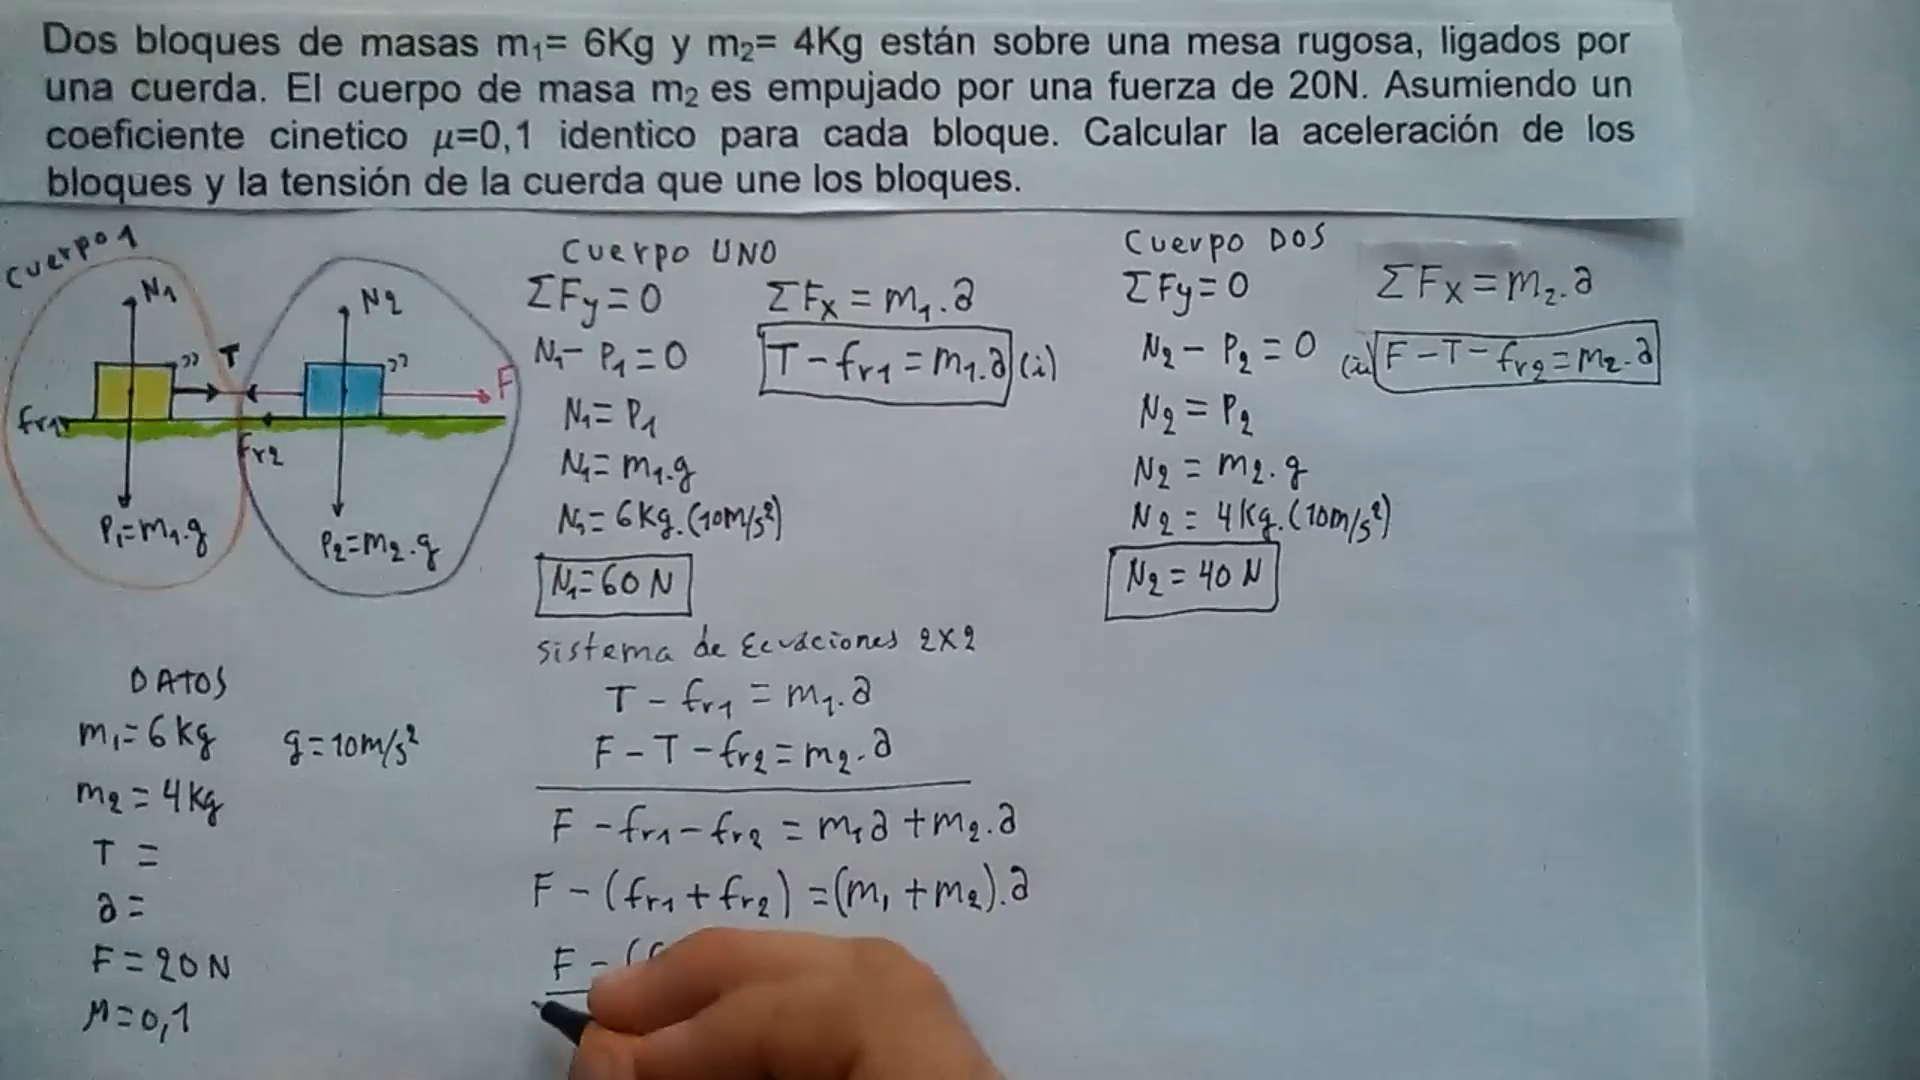 Dos bloques de masas m₁= 6Kg y m₂= 4Kg están sobre una mesa rugosa, ligados por
una cuerda. El cuerpo de masa m₂ es empujado por una fuerza de 20N. Asumiendo un
coeficiente cinetico μ=0,1 identico para cada bloque. Calcular la aceleración de los
bloques y la tensión de la cuerda que une los bloques.
Cuerpo 1
N₁
N₂
T
F
fr₁
fr₂
P₁=m₁.g
P₂=m₂.g
DATOS
m₁=6kg
g=10m/s²
m₂=4kg
T=
a=
F=20N
M=0,1
Cuerpo UNO
ΣFy=0
ΣFx=m₁.a
N₁-P₁=0
T-fr₁=m₁.a (i)
N₁=P₁
N₁=m₁.g
N₁=6kg.(10m/s²)
N₁=60N
Cuerpo DOS
ΣFy=0
ΣFx=m₂.a
N₂-P₂=0
(ii) F-T-fr₂=m₂.a
N₂=P₂
N₂=m₂.g
N₂=4kg.(10m/s²)
N₂=40N
sistema de Ecuaciones 2x2
T-fr₁=m₁.a
F-T-fr₂=m₂.a
F-fr₁-fr₂=m₁a+m₂.a
F-(fr₁+fr₂)=(m₁+m₂).a
F-(